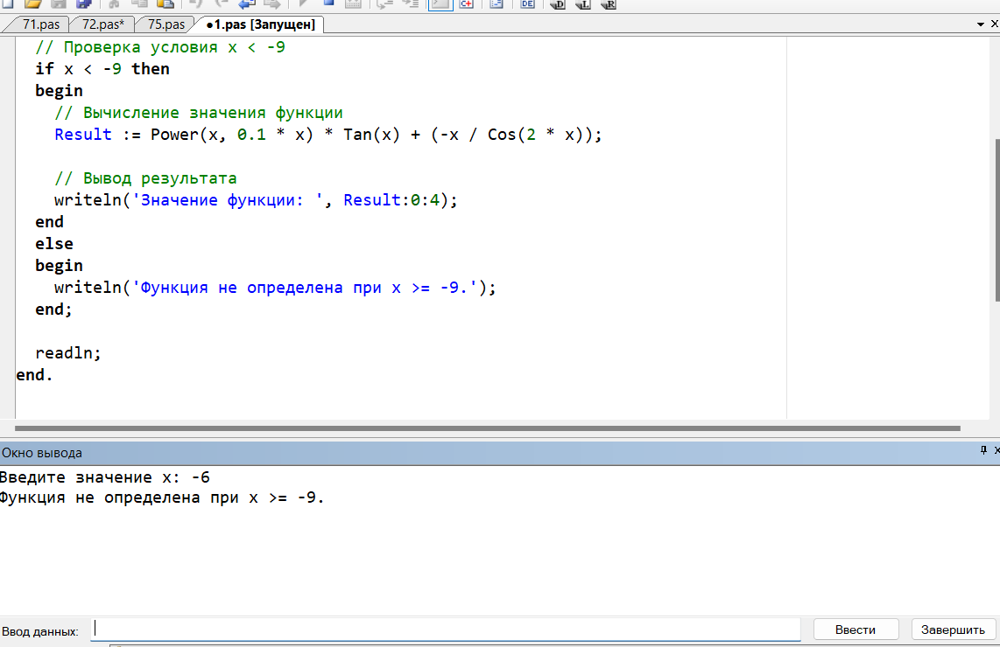 DE D L R
71.pas 72.pas* 75.pas ●1.pas [Запущен]
// Проверка условия x < -9
if x < -9 then
begin
// Вычисление значения функции
Result := Power(x, 0.1 * x) * Tan(x) + (-x / Cos(2 * x));
// Вывод результата
writeln('Значение функции: ', Result:0:4);
end
else
begin
writeln('Функция не определена при x >= -9.');
end;
readln;
end.
Окно вывода
Введите значение x: -6
Функция не определена при x >= -9.
Ввод данных:
Ввести
Завершить